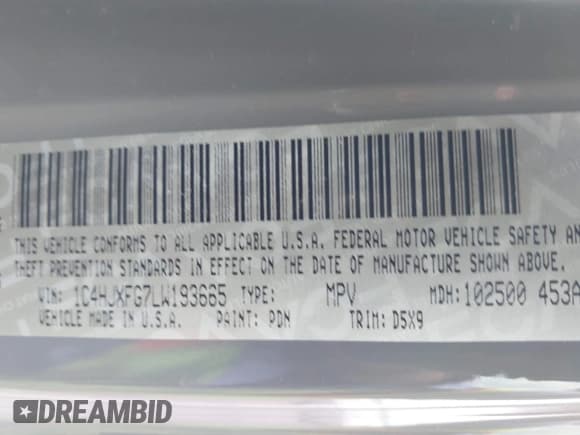 THIS VEHICLE CONFORMS TO ALL APPLICABLE U.S.A. FEDERAL MOTOR VEHICLE SAFETY AN
THEFT PREVENTION STANDARDS IN EFFECT ON THE DATE OF MANUFACTURE SHOWN ABOVE.
VIN: 1C4HJXFG7LW193665 TYPE: MPV MDH: 102500 453A
VEHICLE MADE IN U.S.A. PAINT: PDN TRIM: D5X9
DREAMBID